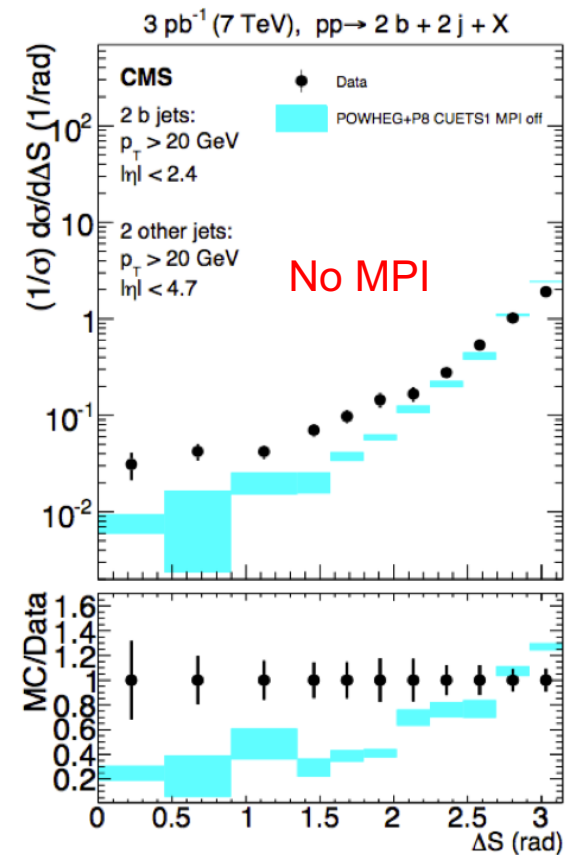 3 pb⁻¹ (7 TeV), pp→ 2 b + 2 j + X
CMS
2 b jets:
p_T > 20 GeV
|η| < 2.4
2 other jets:
p_T > 20 GeV
|η| < 4.7
Data
POWHEG+P8 CUETS1 MPI off
No MPI
(1/σ) dσ/dΔS (1/rad)
10²
10
1
10⁻¹
10⁻²
MC/Data
1.6
1.4
1.2
1
0.8
0.6
0.4
0.2
0 0.5 1 1.5 2 2.5 3
ΔS (rad)